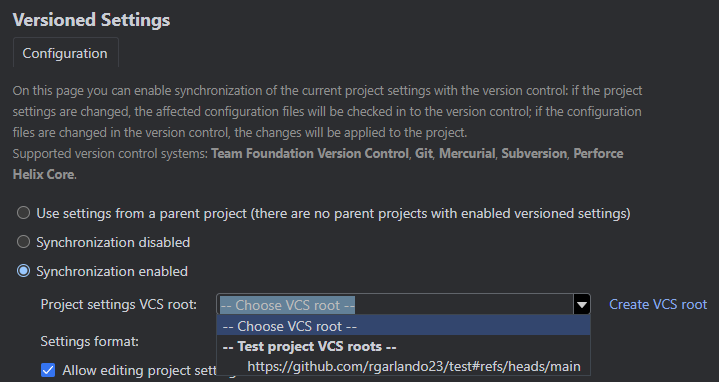 Versioned Settings
Configuration
On this page you can enable synchronization of the current project settings with the version control: if the project
settings are changed, the affected configuration files will be checked in to the version control; if the configuration
files are changed in the version control, the changes will be applied to the project.
Supported version control systems: Team Foundation Version Control, Git, Mercurial, Subversion, Perforce
Helix Core.
Use settings from a parent project (there are no parent projects with enabled versioned settings)
Synchronization disabled
Synchronization enabled
Project settings VCS root: -- Choose VCS root -- Create VCS root
-- Choose VCS root --
-- Test project VCS roots --
Settings format:
https://github.com/rgarlando23/test#refs/heads/main
Allow editing project